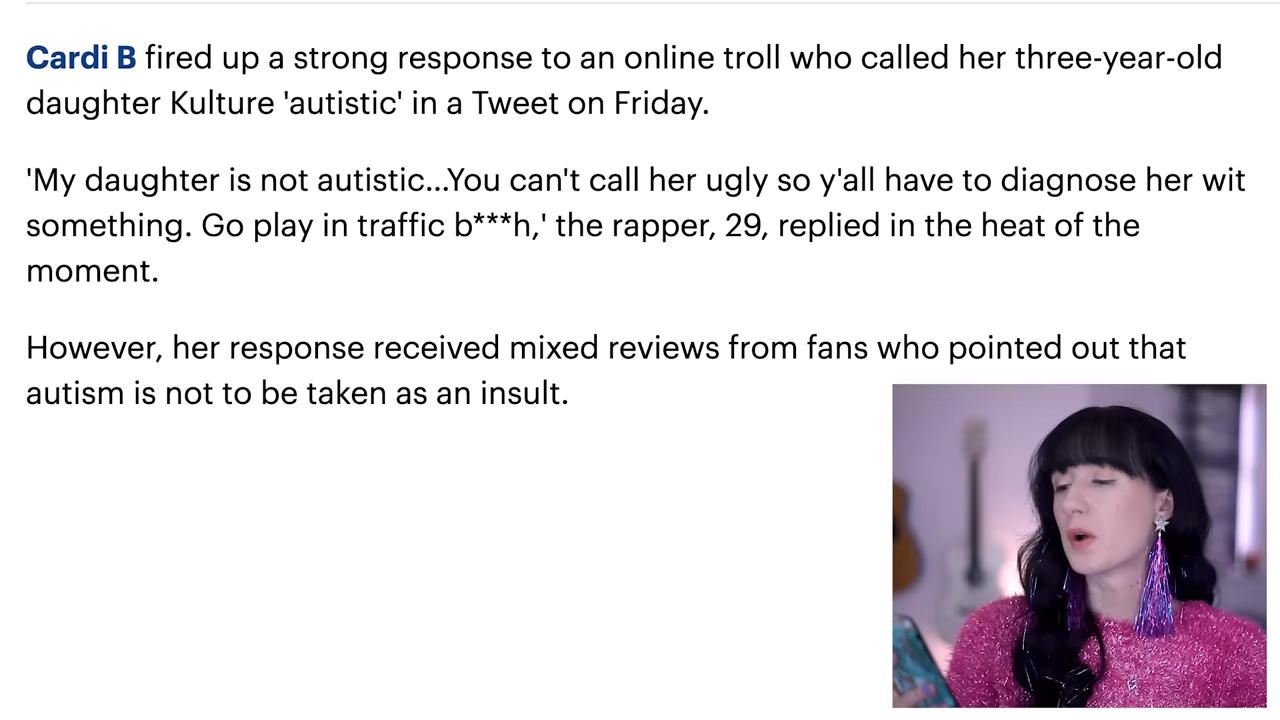 Cardi B fired up a strong response to an online troll who called her three-year-old
daughter Kulture 'autistic' in a Tweet on Friday.
'My daughter is not autistic...You can't call her ugly so y'all have to diagnose her wit
something. Go play in traffic b***h,' the rapper, 29, replied in the heat of the
moment.
However, her response received mixed reviews from fans who pointed out that
autism is not to be taken as an insult.